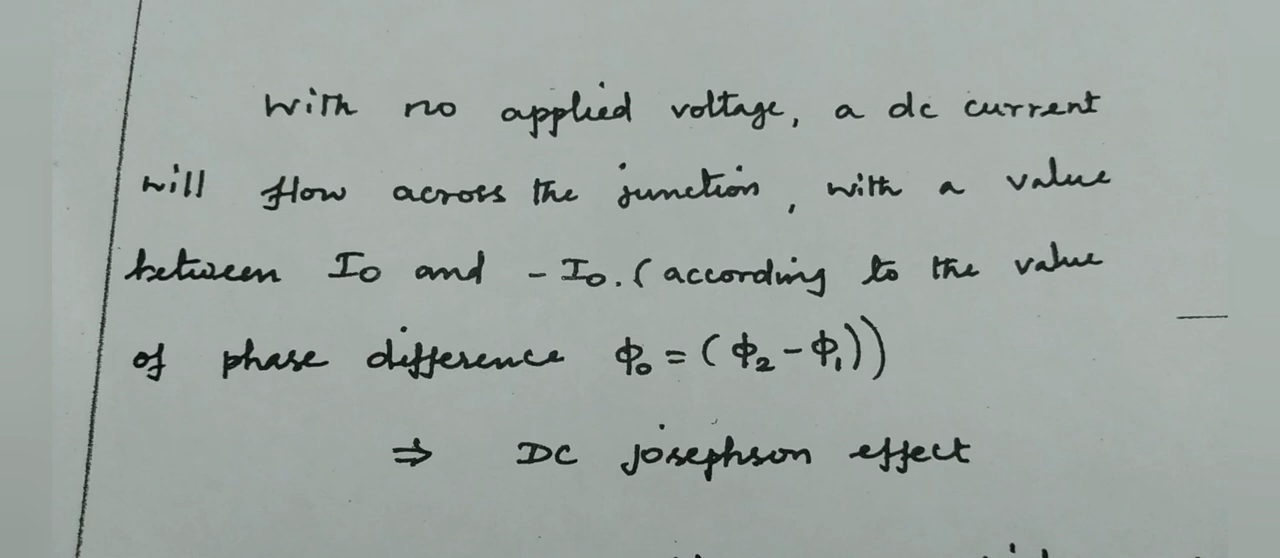 With no applied voltage, a dc current
will flow across the junction, with a value
between I₀ and - I₀. (according to the value
of phase difference ϕ₀ = (ϕ₂ - ϕ₁))
⇒ DC Josephson effect